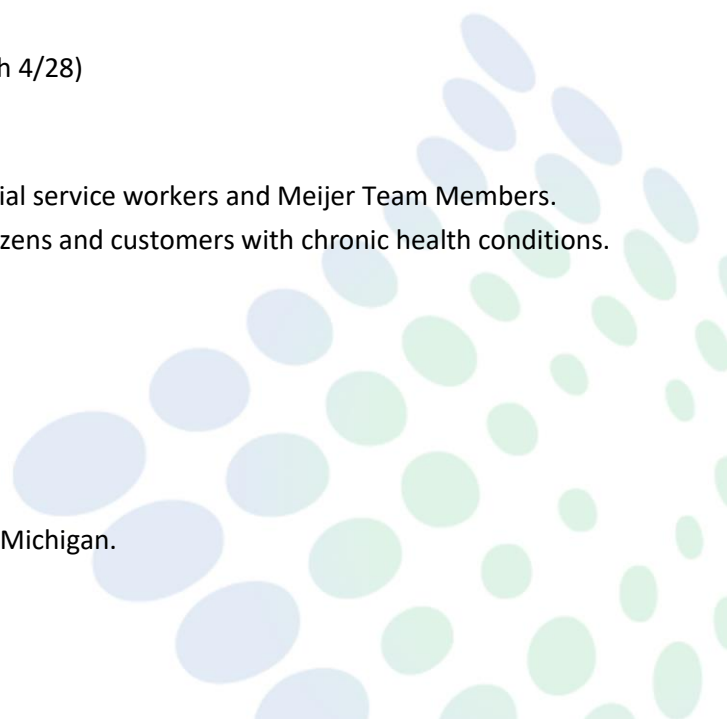 h 4/28)
ial service workers and Meijer Team Members.
zens and customers with chronic health conditions.
Michigan.